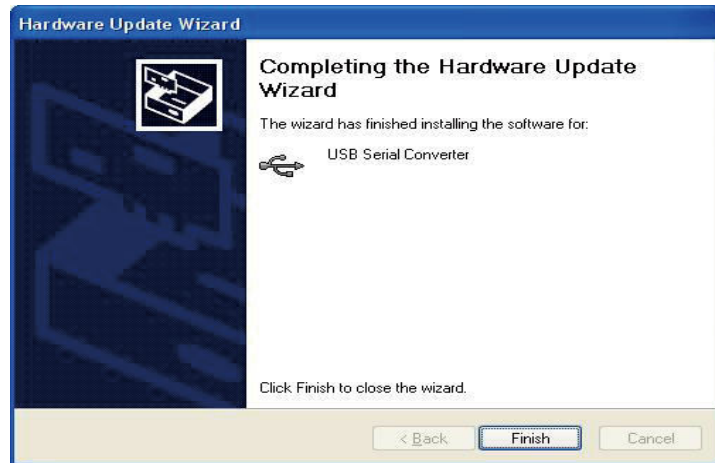 Hardware Update Wizard
Completing the Hardware Update
Wizard
The wizard has finished installing the software for:
USB Serial Converter
Click Finish to close the wizard.
< Back Finish Cancel